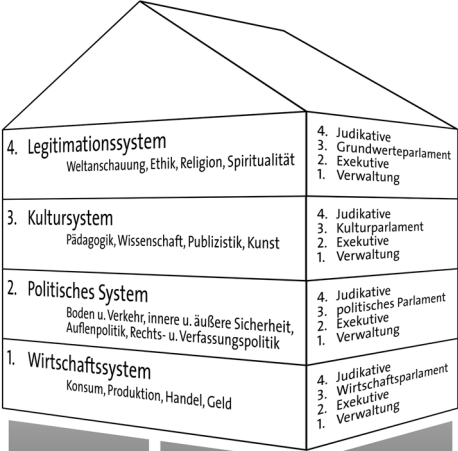 4. Legitimationssystem
Weltanschauung, Ethik, Religion, Spiritualität
4. Judikative
3. Grundwerteparlament
2. Exekutive
1. Verwaltung
3. Kultursystem
Pädagogik, Wissenschaft, Publizistik, Kunst
4. Judikative
3. Kulturparlament
2. Exekutive
1. Verwaltung
2. Politisches System
Boden u. Verkehr, innere u. äußere Sicherheit,
Auflenpolitik, Rechts- u. Verfassungspolitik
4. Judikative
3. politisches Parlament
2. Exekutive
1. Verwaltung
1. Wirtschaftssystem
Konsum, Produktion, Handel, Geld
4. Judikative
3. Wirtschaftsparlament
2. Exekutive
1. Verwaltung